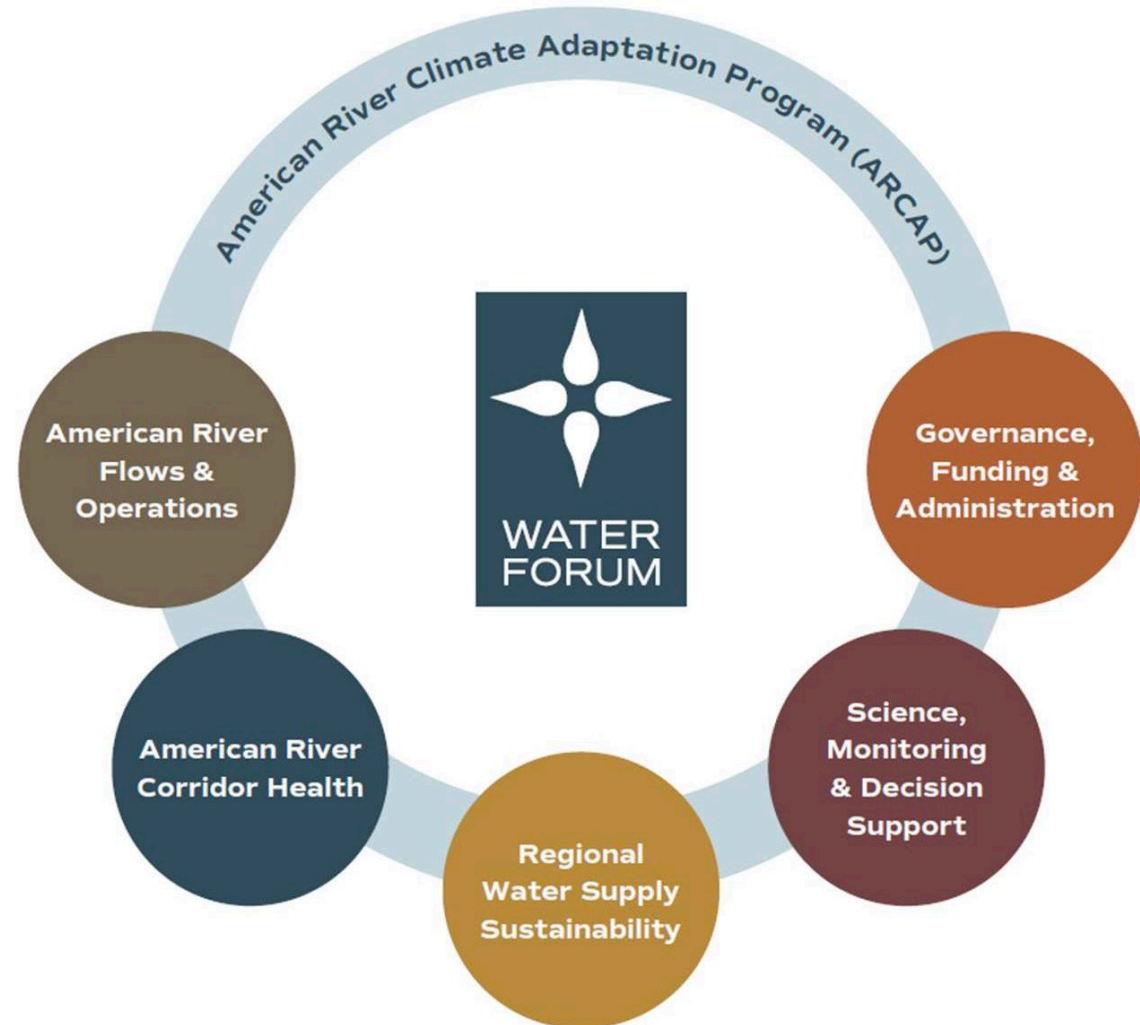 American River Climate Adaptation Program (ARCAP)
WATER
FORUM
American River
Flows &
Operations
American River
Corridor Health
Regional
Water Supply
Sustainability
Science,
Monitoring
& Decision
Support
Governance,
Funding &
Administration